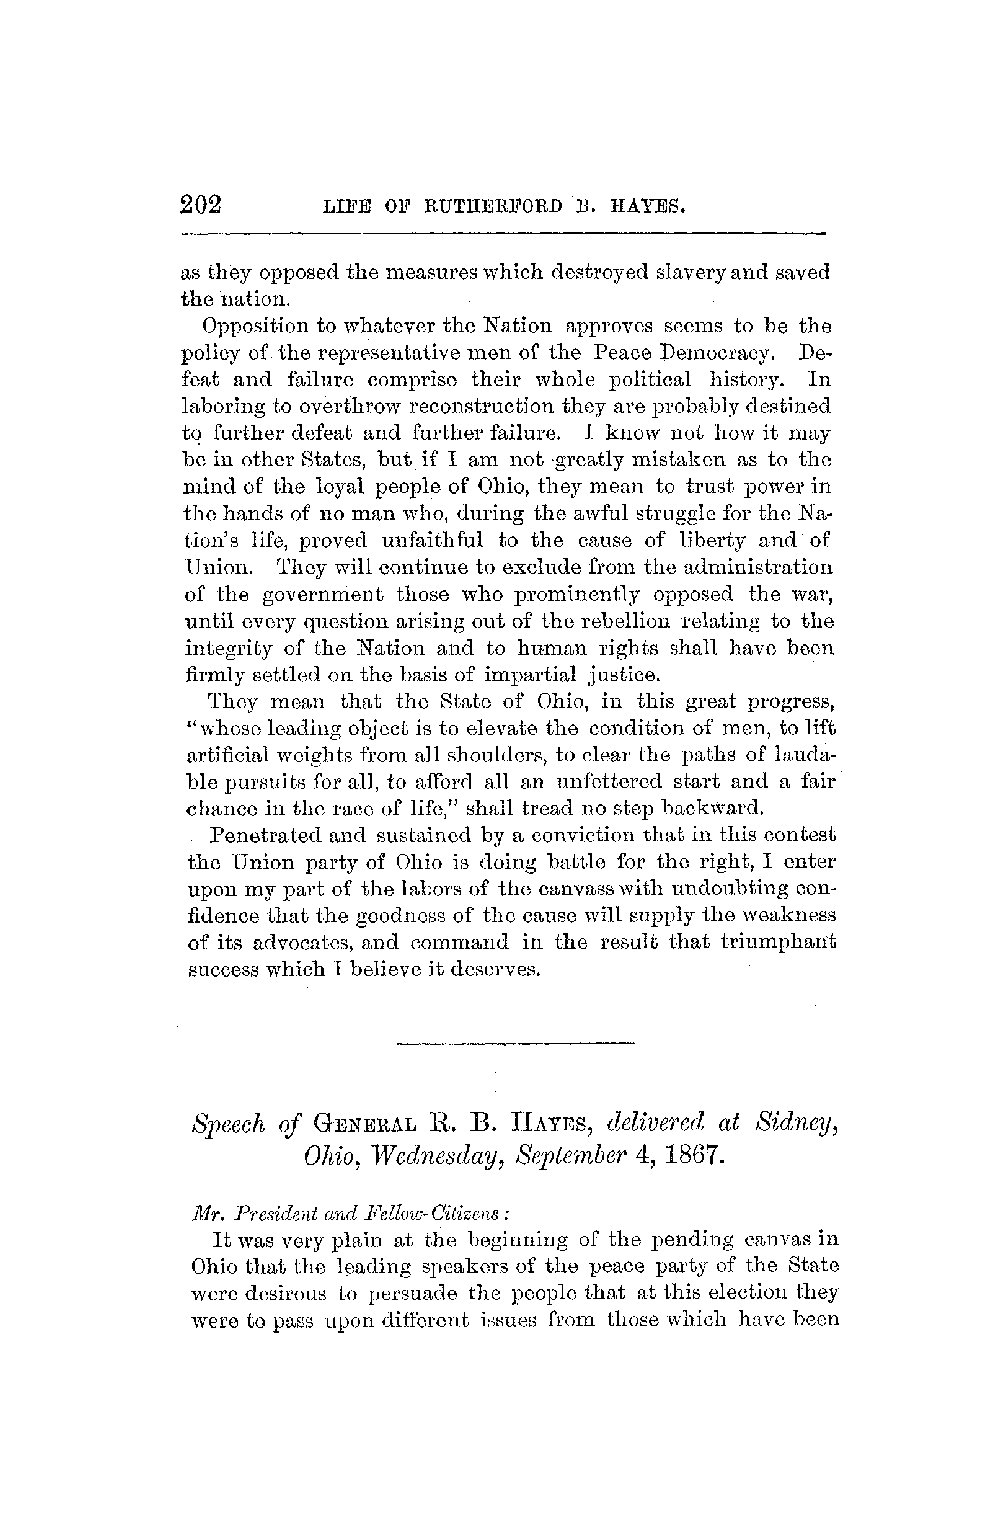 202 LIFE OF RUTHERFORD B. HAYES.
as they opposed the measures which destroyed slavery and saved
the nation.
Opposition to whatever the Nation approves seems to be the
policy of the representative men of the Peace Democracy. De-
feat and failure comprise their whole political history. In
laboring to overthrow reconstruction they are probably destined
to further defeat and further failure. I know not how it may
be in other States, but if I am not greatly mistaken as to the
mind of the loyal people of Ohio, they mean to trust power in
the hands of no man who, during the awful struggle for the Na-
tion's life, proved unfaithful to the cause of liberty and of
Union. They will continue to exclude from the administration
of the government those who prominently opposed the war,
until every question arising out of the rebellion relating to the
integrity of the Nation and to human rights shall have been
firmly settled on the basis of impartial justice.
They mean that the State of Ohio, in this great progress,
"whose leading object is to elevate the condition of men, to lift
artificial weights from all shoulders, to clear the paths of lauda-
ble pursuits for all, to afford all an unfettered start and a fair
chance in the race of life," shall tread no step backward.
Penetrated and sustained by a conviction that in this contest
the Union party of Ohio is doing battle for the right, I enter
upon my part of the labors of the canvass with undoubting con-
fidence that the goodness of the cause will supply the weakness
of its advocates, and command in the result that triumphant
success which I believe it deserves.
Speech of GENERAL R. B. HAYES, delivered at Sidney,
Ohio, Wednesday, September 4, 1867.
Mr. President and Fellow-Citizens:
It was very plain at the beginning of the pending canvas in
Ohio that the leading speakers of the peace party of the State
were desirous to persuade the people that at this election they
were to pass upon different issues from those which have been